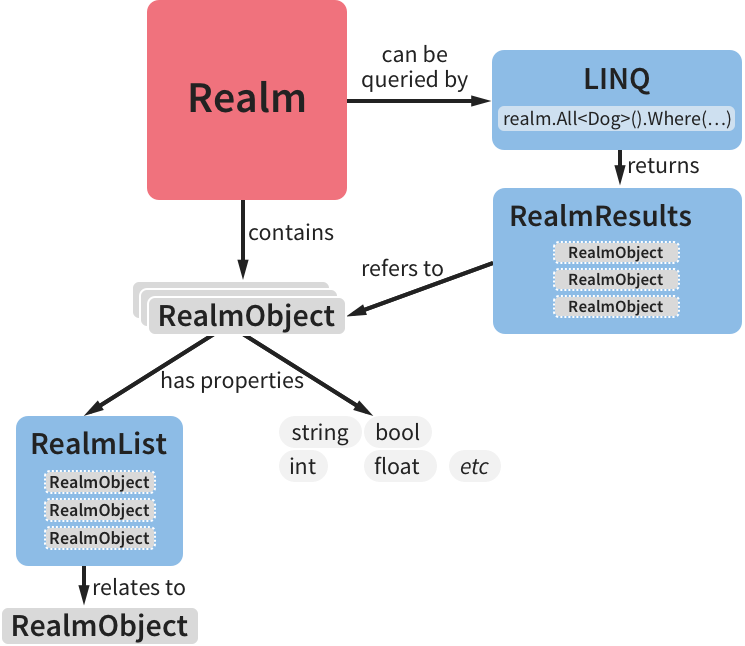 Realm
can be
queried by
LINQ
realm.All<Dog>().Where(…)
returns
RealmResults
RealmObject
RealmObject
RealmObject
contains
refers to
RealmObject
has properties
string bool
int float etc
RealmList
RealmObject
RealmObject
RealmObject
relates to
RealmObject